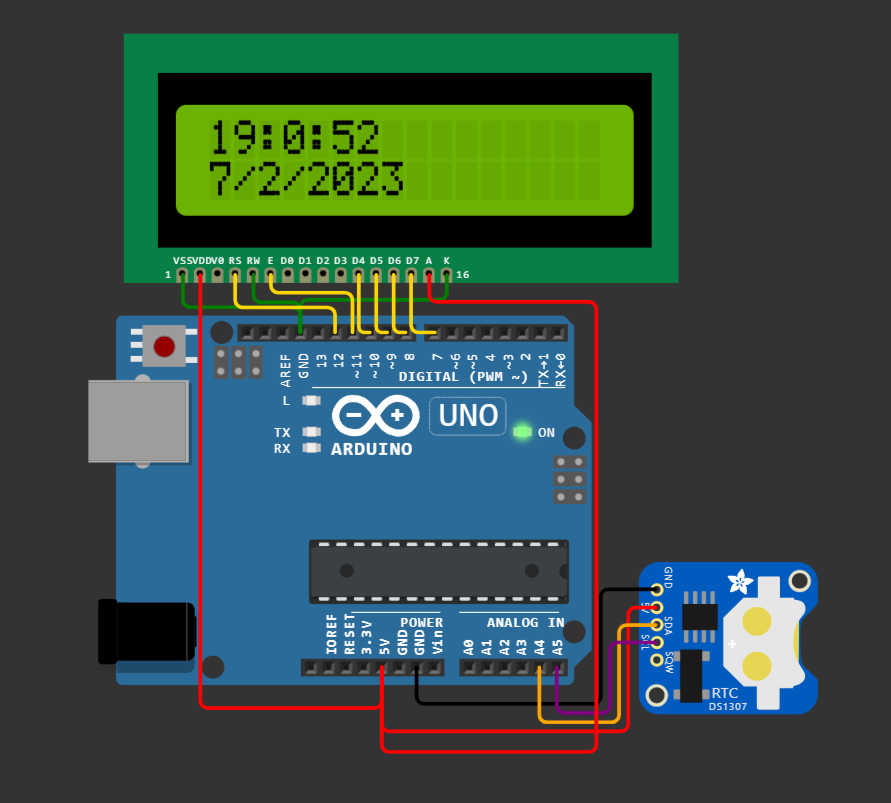 19:0:52
7/2/2023
VSS VDD V0 RS RW E D0 D1 D2 D3 D4 D5 D6 D7 A K
1 16
AREF GND 13 12 ~11 ~10 ~9 8 7 ~6 ~5 4 ~3 2 TX→1 RX←0
DIGITAL (PWM ~)
L
TX
RX
UNO
ON
ARDUINO
POWER
ANALOG IN
IOREF RESET 3.3V 5V GND GND Vin A0 A1 A2 A3 A4 A5
GND
5V
SDA
SCL
SQW
RTC
DS1307